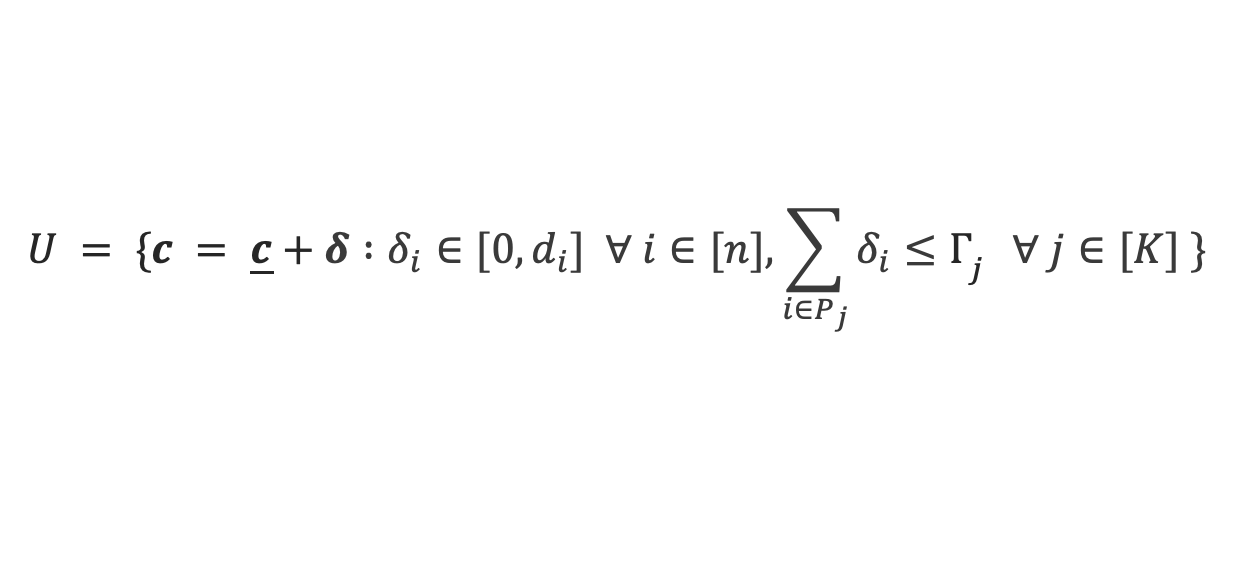 U = {c = c + δ : δ_i ∈ [0, d_i] ∀ i ∈ [n], ∑_{i∈P_j} δ_i ≤ Γ_j ∀ j ∈ [K] }